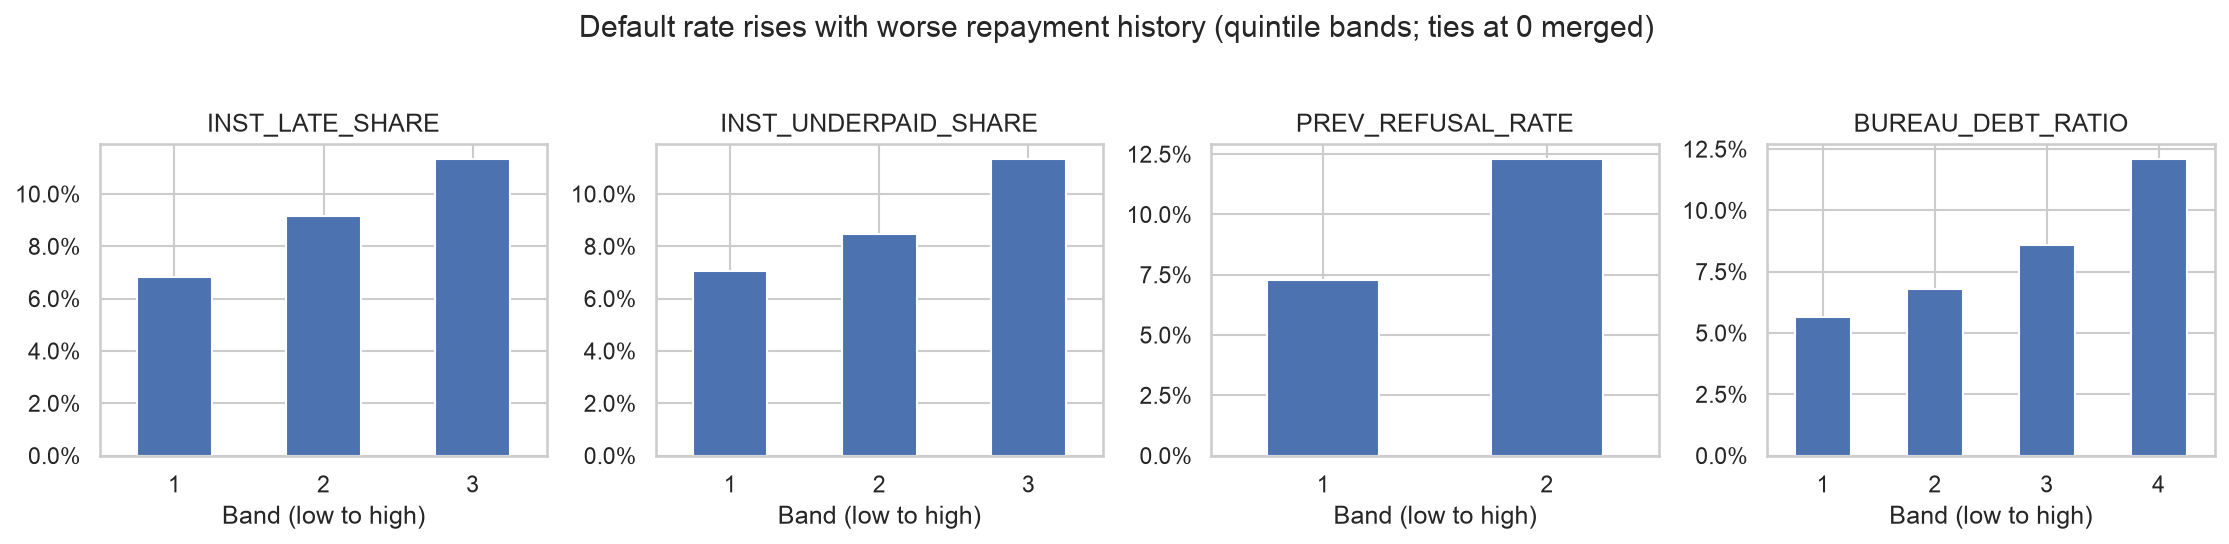 Default rate rises with worse repayment history (quintile bands; ties at 0 merged)
INST_LATE_SHARE
10.0%
8.0%
6.0%
4.0%
2.0%
0.0%
1 2 3
Band (low to high)
INST_UNDERPAID_SHARE
10.0%
8.0%
6.0%
4.0%
2.0%
0.0%
1 2 3
Band (low to high)
PREV_REFUSAL_RATE
12.5%
10.0%
7.5%
5.0%
2.5%
0.0%
1 2
Band (low to high)
BUREAU_DEBT_RATIO
12.5%
10.0%
7.5%
5.0%
2.5%
0.0%
1 2 3 4
Band (low to high)